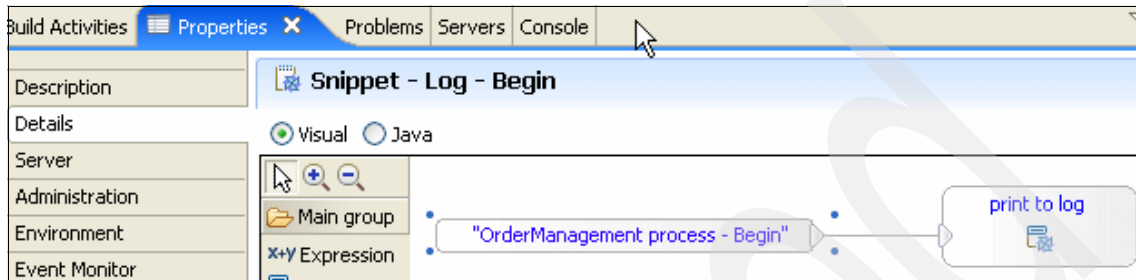 Build Activities Properties Problems Servers Console
Snippet - Log - Begin
Description
Details
Visual Java
Server
Administration
Main group
print to log
Environment
"OrderManagement process - Begin"
x+y Expression
Event Monitor